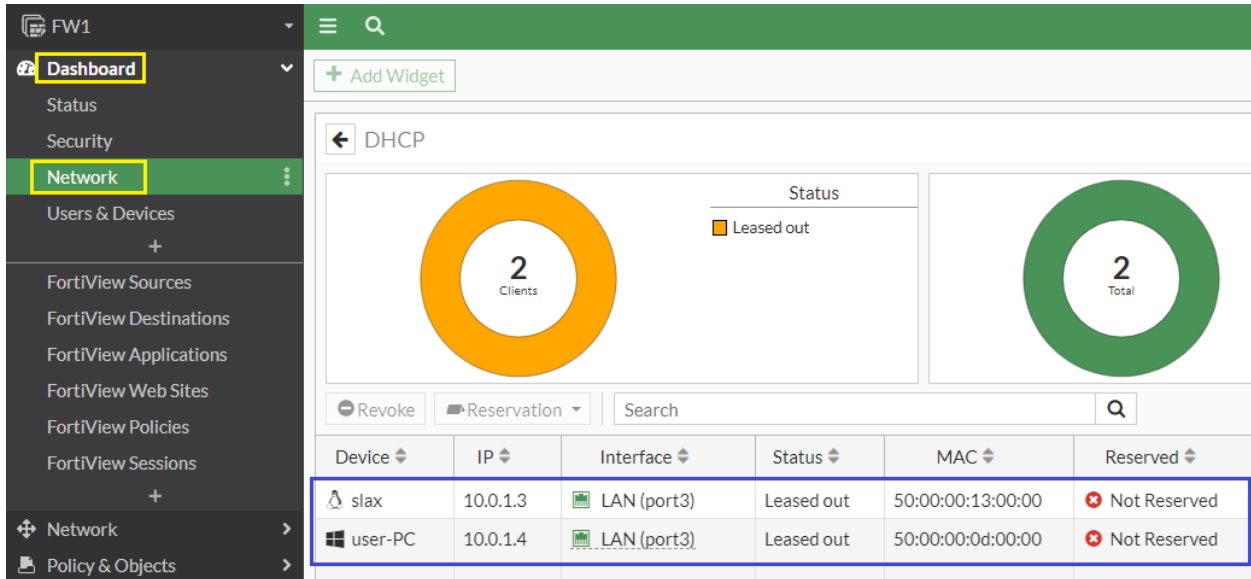 FW1
Dashboard
Status
Security
Network
Users & Devices
+
FortiView Sources
FortiView Destinations
FortiView Applications
FortiView Web Sites
FortiView Policies
FortiView Sessions
+
Network
Policy & Objects
+ Add Widget
DHCP
2
Clients
Status
Leased out
2
Total
Revoke Reservation Search
Device IP Interface Status MAC Reserved
slax 10.0.1.3 LAN (port3) Leased out 50:00:00:13:00:00 Not Reserved
user-PC 10.0.1.4 LAN (port3) Leased out 50:00:00:0d:00:00 Not Reserved